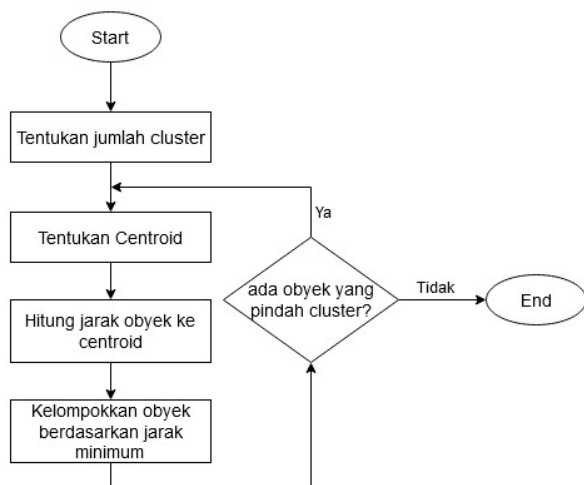 Start
Tentukan jumlah cluster
Tentukan Centroid
Hitung jarak obyek ke
centroid
Kelompokkan obyek
berdasarkan jarak
minimum
ada obyek yang
pindah cluster?
Ya
Tidak
End